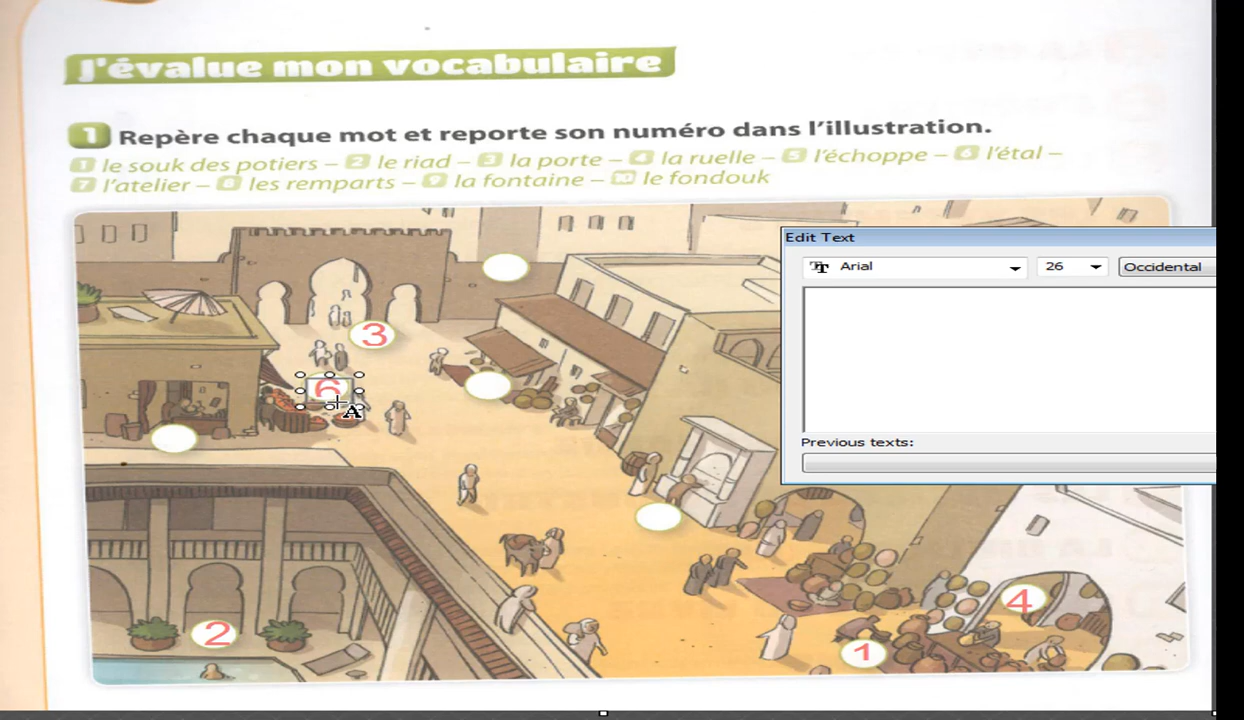 J'évalue mon vocabulaire
1 Repère chaque mot et reporte son numéro dans l'illustration.
1 le souk des potiers – 2 le riad – 3 la porte – 4 la ruelle – 5 l'échoppe – 6 l'étal –
7 l'atelier – 8 les remparts – 9 la fontaine – 10 le fondouk
Edit Text
Arial 26 Occidental
3
6
Previous texts:
4
2
1